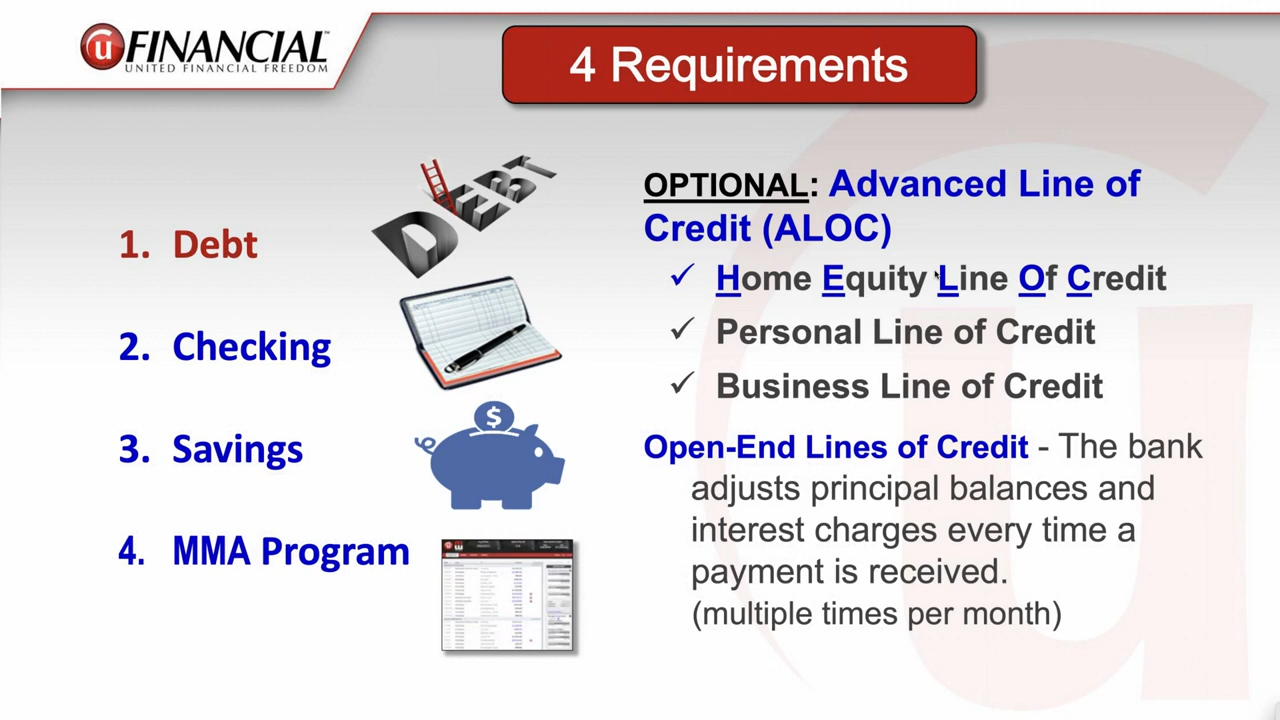 u FINANCIAL™
UNITED FINANCIAL FREEDOM
4 Requirements
1. Debt
2. Checking
3. Savings
4. MMA Program
DEBT
$
OPTIONAL: Advanced Line of
Credit (ALOC)
✓ Home Equity Line Of Credit
✓ Personal Line of Credit
✓ Business Line of Credit
Open-End Lines of Credit - The bank
adjusts principal balances and
interest charges every time a
payment is received.
(multiple times per month)